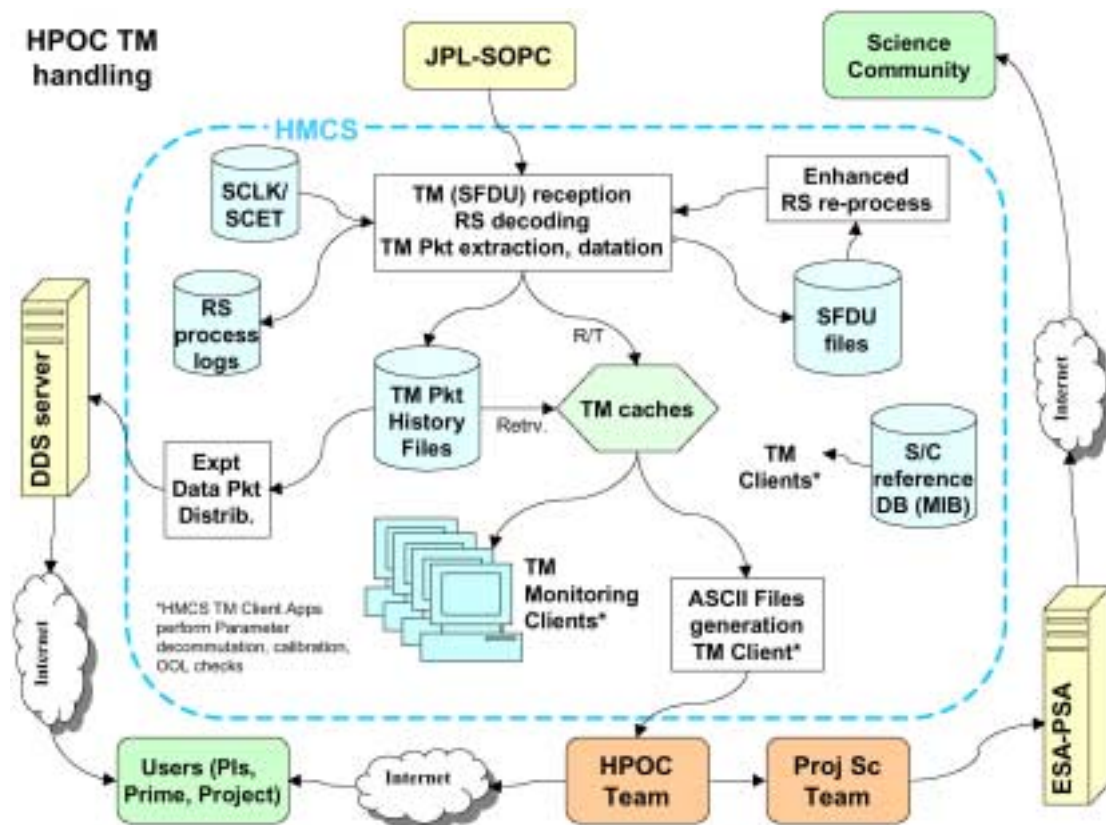 HPOC TM
handling
JPL-SOPC
Science
Community
HMCS
SCLK/
SCET
TM (SFDU) reception
RS decoding
TM Pkt extraction, datation
Enhanced
RS re-process
RS
process
logs
SFDU
files
R/T
DDS server
TM Pkt
History
Files
Retrv.
TM caches
Internet
Expt
Data Pkt
Distrib.
TM
Clients*
S/C
reference
DB (MIB)
TM
Monitoring
Clients*
ASCII Files
generation
TM Client*
*HMCS TM Client Apps
perform Parameter
decommutation, calibration,
OOL checks
Internet
ESA-PSA
Users (PIs,
Prime, Project)
Internet
HPOC
Team
Proj Sc
Team